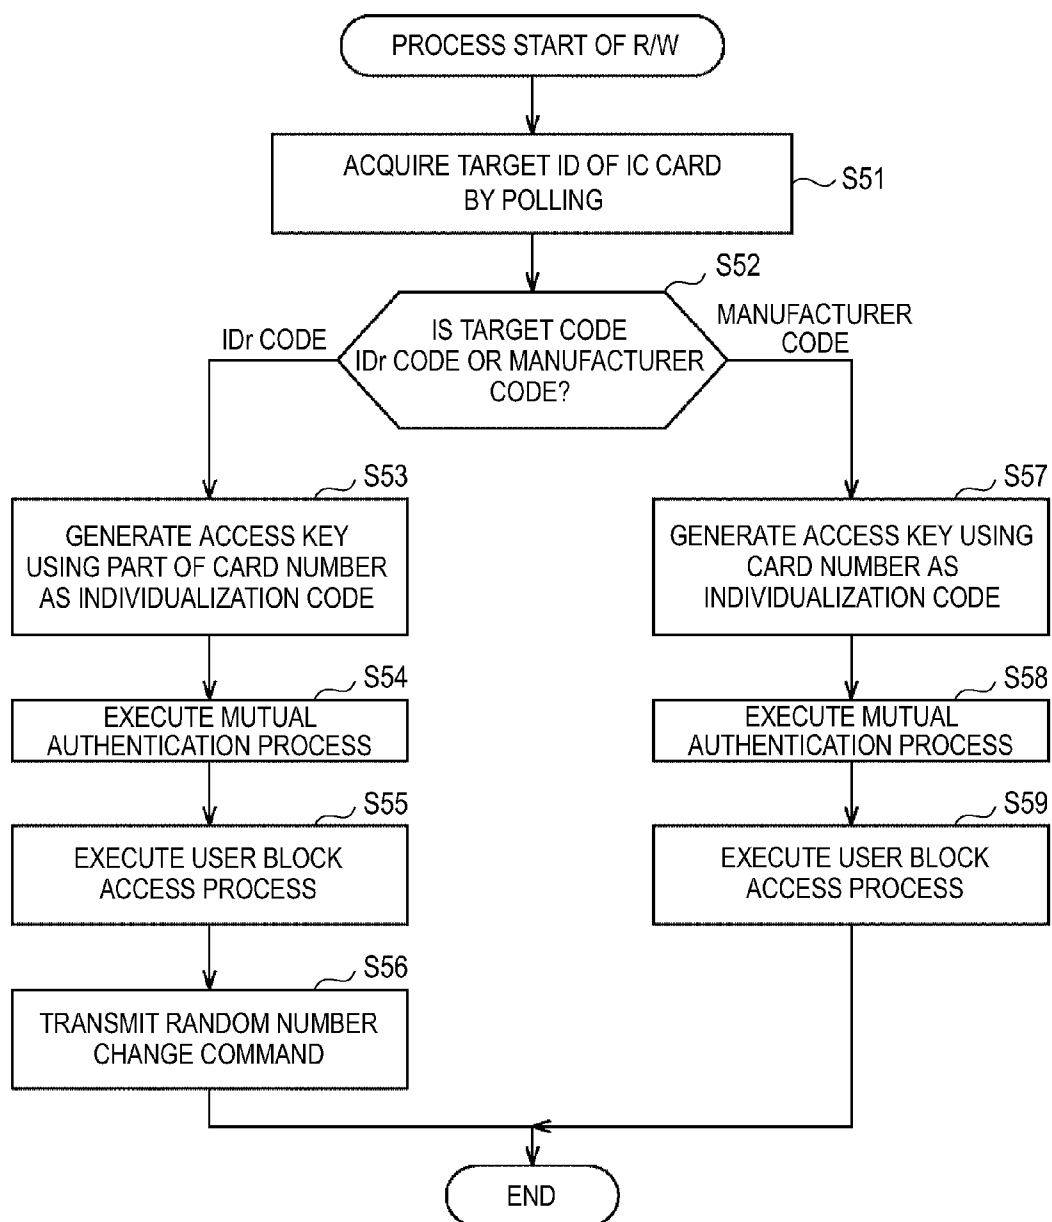 PROCESS START OF R/W
ACQUIRE TARGET ID OF IC CARD
BY POLLING
S51
S52
IS TARGET CODE
IDr CODE OR MANUFACTURER
CODE?
IDr CODE
MANUFACTURER
CODE
S53
GENERATE ACCESS KEY
USING PART OF CARD NUMBER
AS INDIVIDUALIZATION CODE
S54
EXECUTE MUTUAL
AUTHENTICATION PROCESS
S55
EXECUTE USER BLOCK
ACCESS PROCESS
S56
TRANSMIT RANDOM NUMBER
CHANGE COMMAND
S57
GENERATE ACCESS KEY USING
CARD NUMBER AS
INDIVIDUALIZATION CODE
S58
EXECUTE MUTUAL
AUTHENTICATION PROCESS
S59
EXECUTE USER BLOCK
ACCESS PROCESS
END